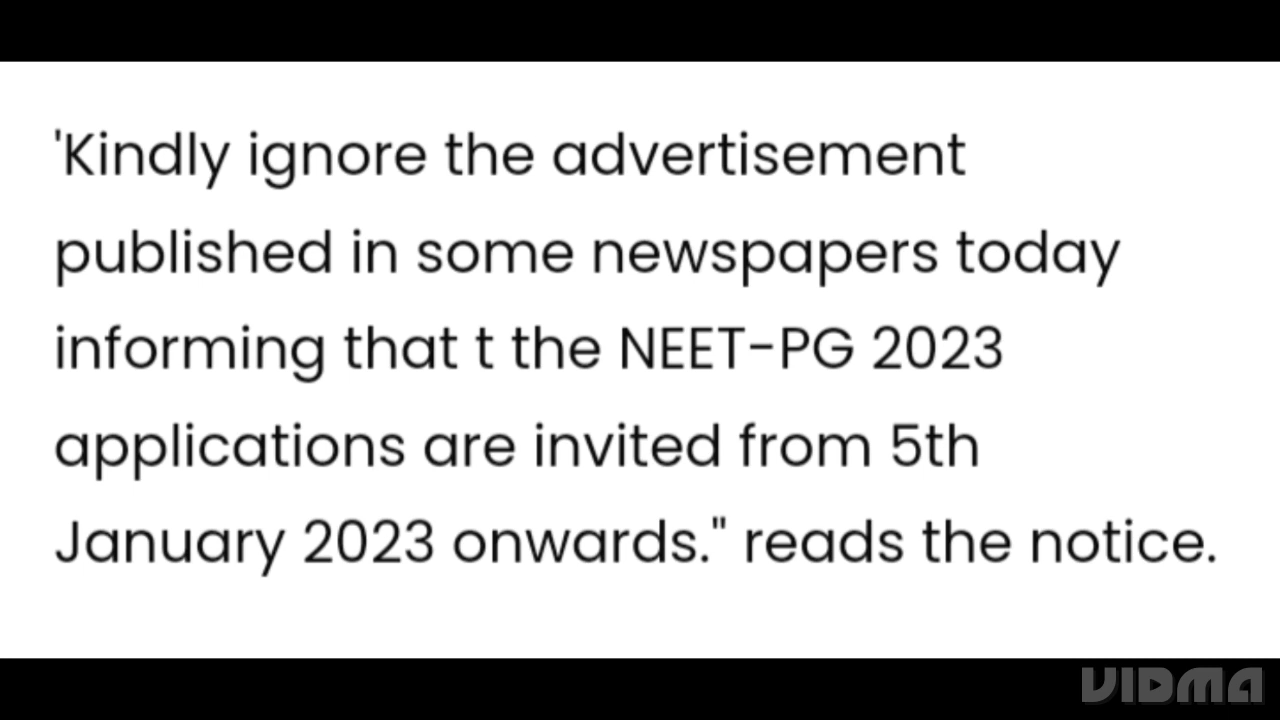 'Kindly ignore the advertisement
published in some newspapers today
informing that t the NEET-PG 2023
applications are invited from 5th
January 2023 onwards." reads the notice.
VIDMA